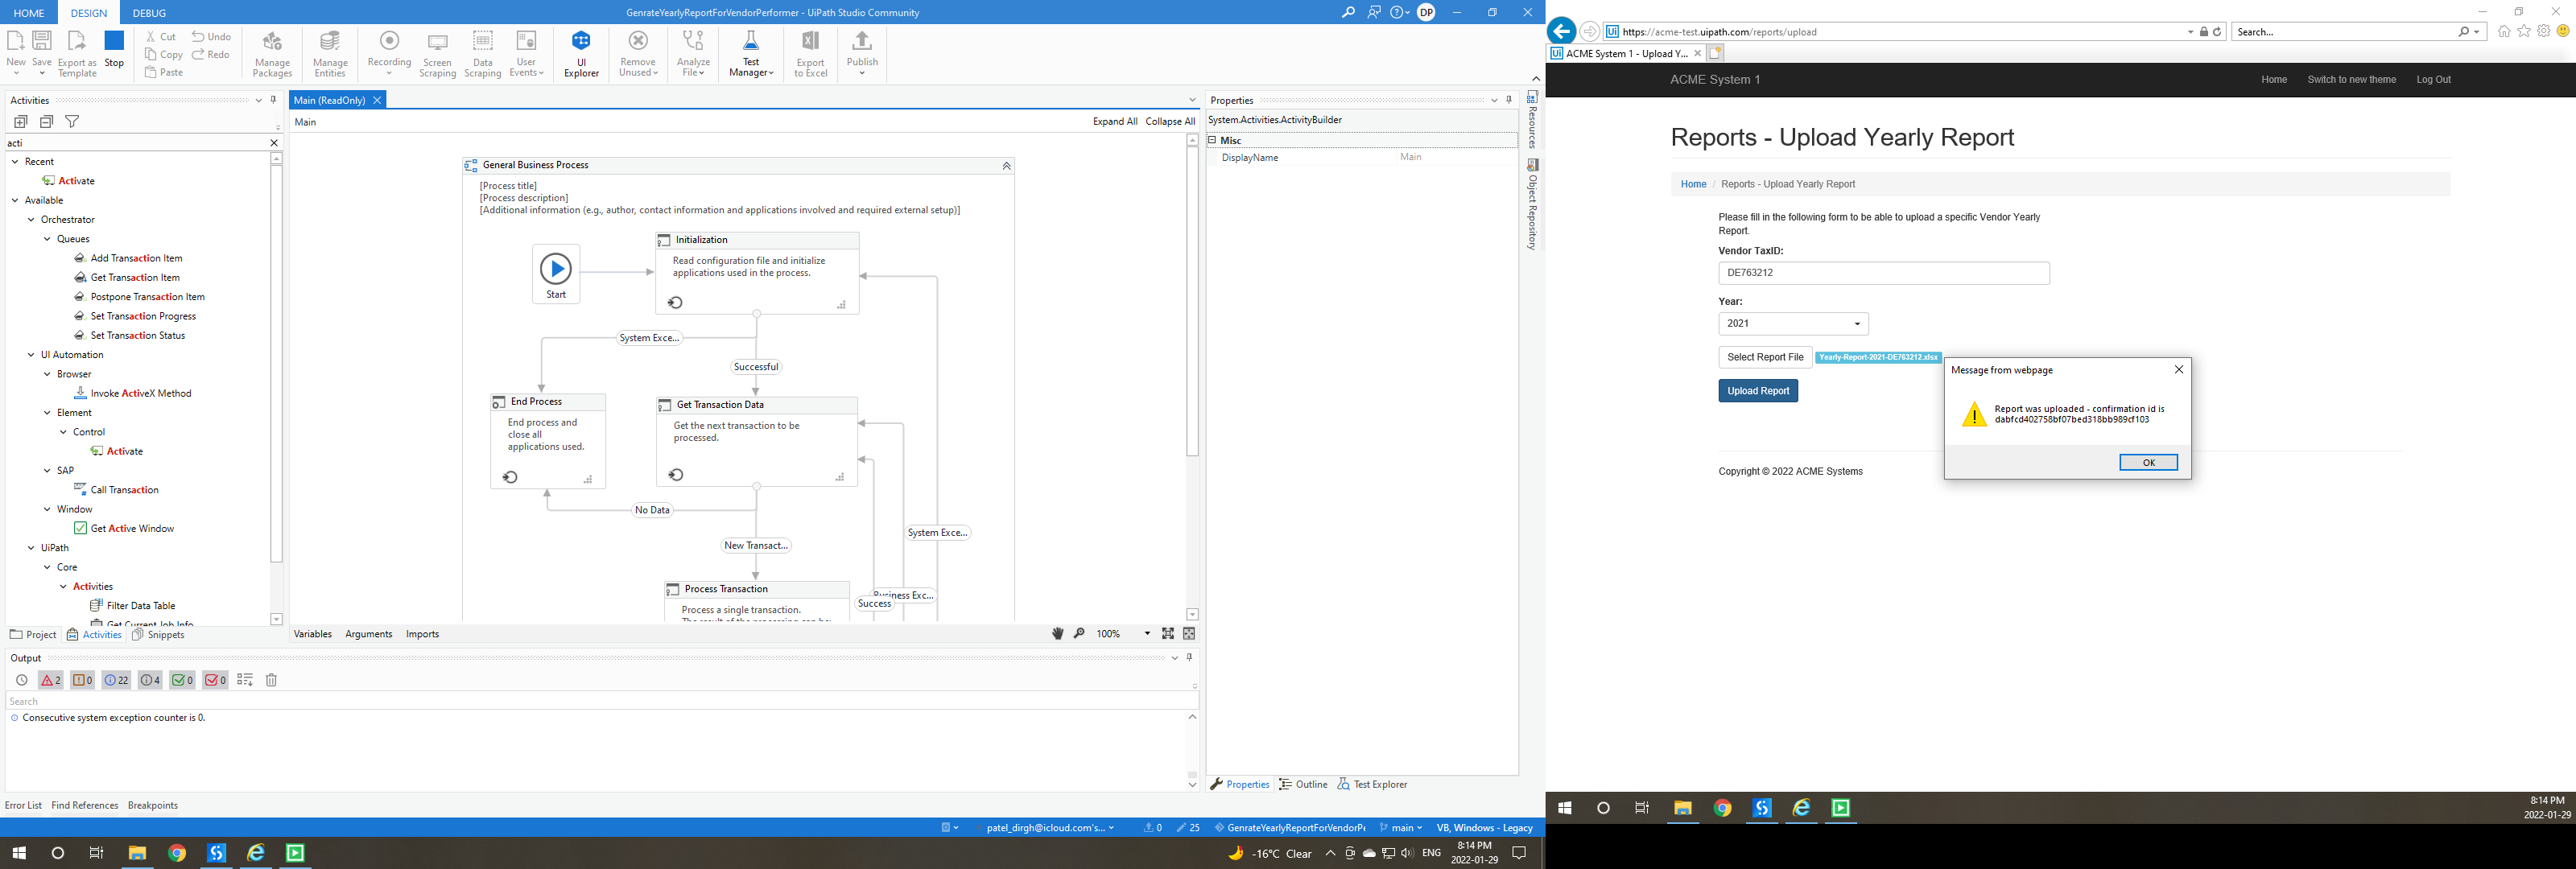 HOME DESIGN DEBUG
GenrateYearlyReportForVendorPerformer - UiPath Studio Community
DP
New
Save
Export as Template
Stop
Cut
Copy
Paste
Undo
Redo
Manage Packages
Manage Entities
Recording
Screen Scraping
Data Scraping
User Events
UI Explorer
Remove Unused
Analyze File
Test Manager
Export to Excel
Publish
Activities
acti
Recent
Activate
Available
Orchestrator
Queues
Add Transaction Item
Get Transaction Item
Postpone Transaction Item
Set Transaction Progress
Set Transaction Status
UI Automation
Browser
Invoke ActiveX Method
Element
Control
Activate
SAP
Call Transaction
Window
Get Active Window
UiPath
Core
Activities
Filter Data Table
Get Current Job Info
Project Activities Snippets
Main (ReadOnly)
Main
Expand All Collapse All
General Business Process
[Process title]
[Process description]
[Additional information (e.g., author, contact information and applications involved and required external setup)]
Start
Initialization
Read configuration file and initialize
applications used in the process.
System Exce...
Successful
End Process
End process and
close all
applications used.
Get Transaction Data
Get the next transaction to be
processed.
No Data
System Exce...
New Transact...
Process Transaction
Process a single transaction.
Business Exc...
Success
Variables Arguments Imports
100%
Properties
System.Activities.ActivityBuilder
Misc
DisplayName Main
Resources
Object Repository
Properties Outline Test Explorer
Output
2 0 22 4 0 0
Search
Consecutive system exception counter is 0.
Error List Find References Breakpoints
patel_dirgh@icloud.com's... 0 25 GenrateYearlyReportForVendorPe main VB, Windows - Legacy
-16°C Clear ENG
8:14 PM
2022-01-29
https://acme-test.uipath.com/reports/upload
Search...
Ui ACME System 1 - Upload Y...
ACME System 1
Home Switch to new theme Log Out
Reports - Upload Yearly Report
Home / Reports - Upload Yearly Report
Please fill in the following form to be able to upload a specific Vendor Yearly
Report.
Vendor TaxID:
DE763212
Year:
2021
Select Report File Yearly-Report-2021-DE763212.xlsx
Upload Report
Message from webpage
Report was uploaded - confirmation id is
dabfcd402758bf07bed318bb989cf103
OK
Copyright © 2022 ACME Systems
8:14 PM
2022-01-29